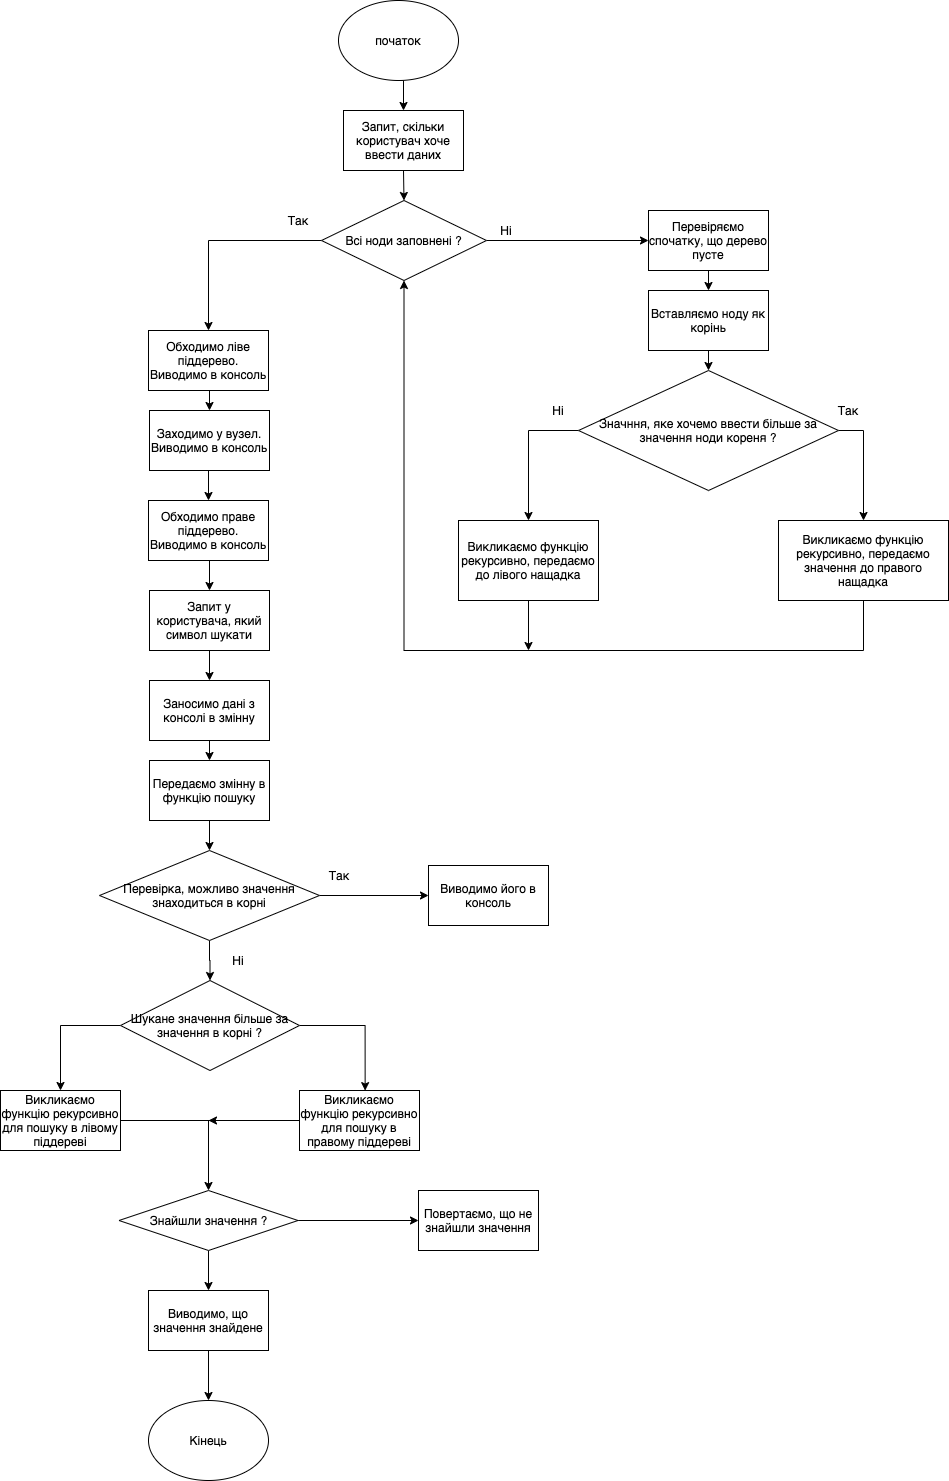 початок
Запит, скільки
користувач хоче
ввести даних
Так
Всі ноди заповнені ?
Ні
Перевіряємо
спочатку, що дерево
пусте
Вставляємо ноду як
корінь
Ні
Значння, яке хочемо ввести більше за
значення ноди кореня ?
Так
Викликаємо функцію
рекурсивно, передаємо
до лівого нащадка
Викликаємо функцію
рекурсивно, передаємо
значення до правого
нащадка
Обходимо ліве
піддерево.
Виводимо в консоль
Заходимо у вузел.
Виводимо в консоль
Обходимо праве
піддерево.
Виводимо в консоль
Запит у
користувача, який
символ шукати
Заносимо дані з
консолі в змінну
Передаємо змінну в
функцію пошуку
Перевірка, можливо значення
знаходиться в корні
Так
Виводимо його в
консоль
Ні
Шукане значення більше за
значення в корні ?
Викликаємо
функцію рекурсивно
для пошуку в лівому
піддереві
Викликаємо
функцію рекурсивно
для пошуку в
правому піддереві
Знайшли значення ?
Повертаємо, що не
знайшли значення
Виводимо, що
значення знайдене
Кінець